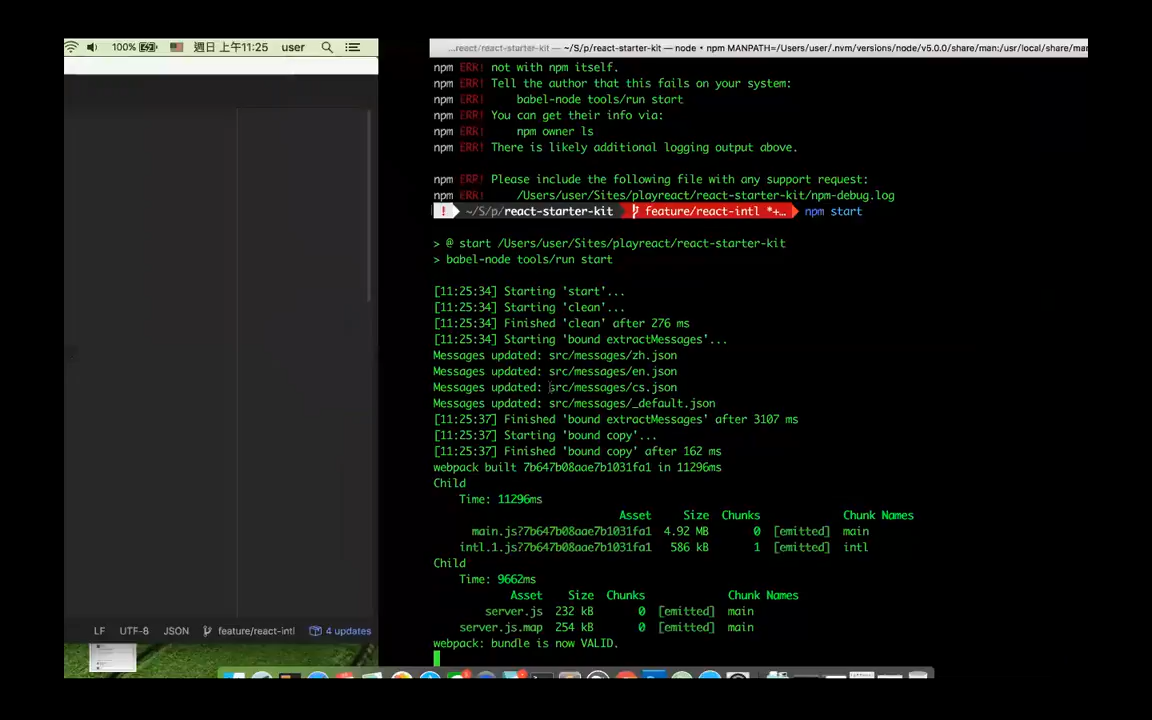 100% 週日 上午11:25 user
…react/react-starter-kit — ~/S/p/react-starter-kit — node • npm MANPATH=/Users/user/.nvm/versions/node/v5.0.0/share/man:/usr/local/share/mar
npm ERR! not with npm itself.
npm ERR! Tell the author that this fails on your system:
npm ERR! babel-node tools/run start
npm ERR! You can get their info via:
npm ERR! npm owner ls
npm ERR! There is likely additional logging output above.
npm ERR! Please include the following file with any support request:
npm ERR! /Users/user/Sites/playreact/react-starter-kit/npm-debug.log
! ~/S/p/react-starter-kit feature/react-intl *+… npm start
> @ start /Users/user/Sites/playreact/react-starter-kit
> babel-node tools/run start
[11:25:34] Starting 'start'...
[11:25:34] Starting 'clean'...
[11:25:34] Finished 'clean' after 276 ms
[11:25:34] Starting 'bound extractMessages'...
Messages updated: src/messages/zh.json
Messages updated: src/messages/en.json
Messages updated: src/messages/cs.json
Messages updated: src/messages/_default.json
[11:25:37] Finished 'bound extractMessages' after 3107 ms
[11:25:37] Starting 'bound copy'...
[11:25:37] Finished 'bound copy' after 162 ms
webpack built 7b647b08aae7b1031fa1 in 11296ms
Child
Time: 11296ms
Asset Size Chunks Chunk Names
main.js?7b647b08aae7b1031fa1 4.92 MB 0 [emitted] main
intl.1.js?7b647b08aae7b1031fa1 586 kB 1 [emitted] intl
Child
Time: 9662ms
Asset Size Chunks Chunk Names
server.js 232 kB 0 [emitted] main
server.js.map 254 kB 0 [emitted] main
webpack: bundle is now VALID.
LF UTF-8 JSON feature/react-intl 4 updates